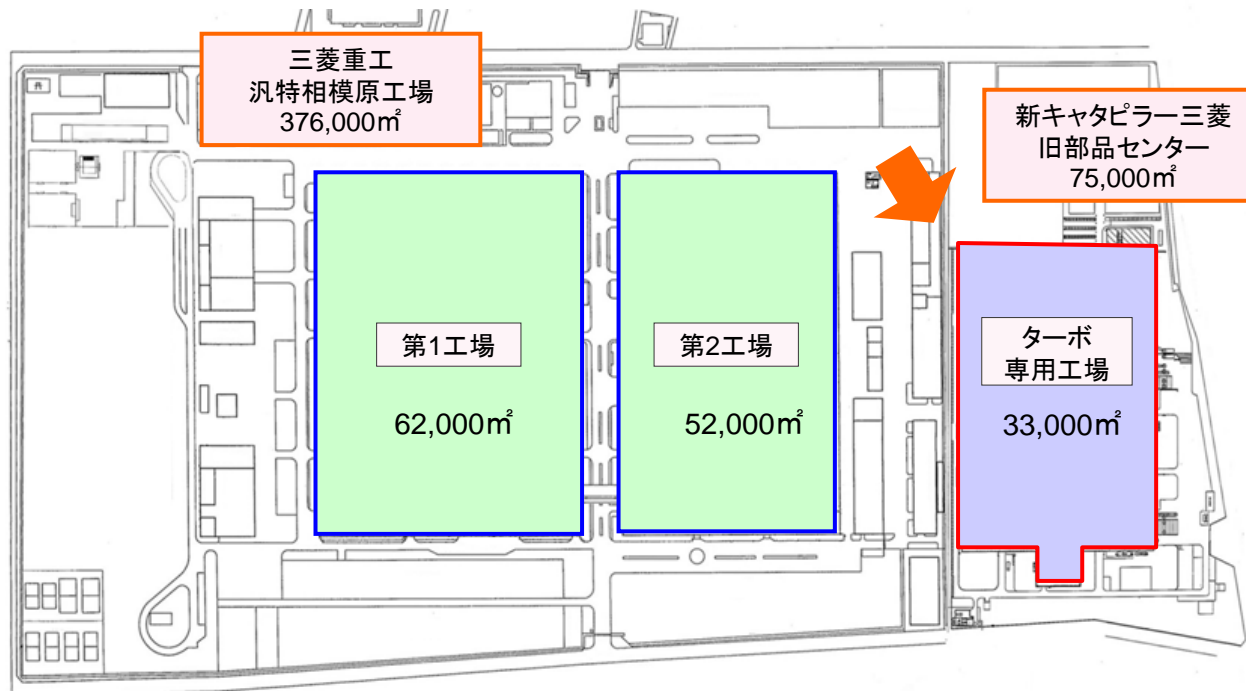 三菱重工
汎特相模原工場
376,000㎡
新キャタピラー三菱
旧部品センター
75,000㎡
第1工場
62,000㎡
第2工場
52,000㎡
ターボ
専用工場
33,000㎡